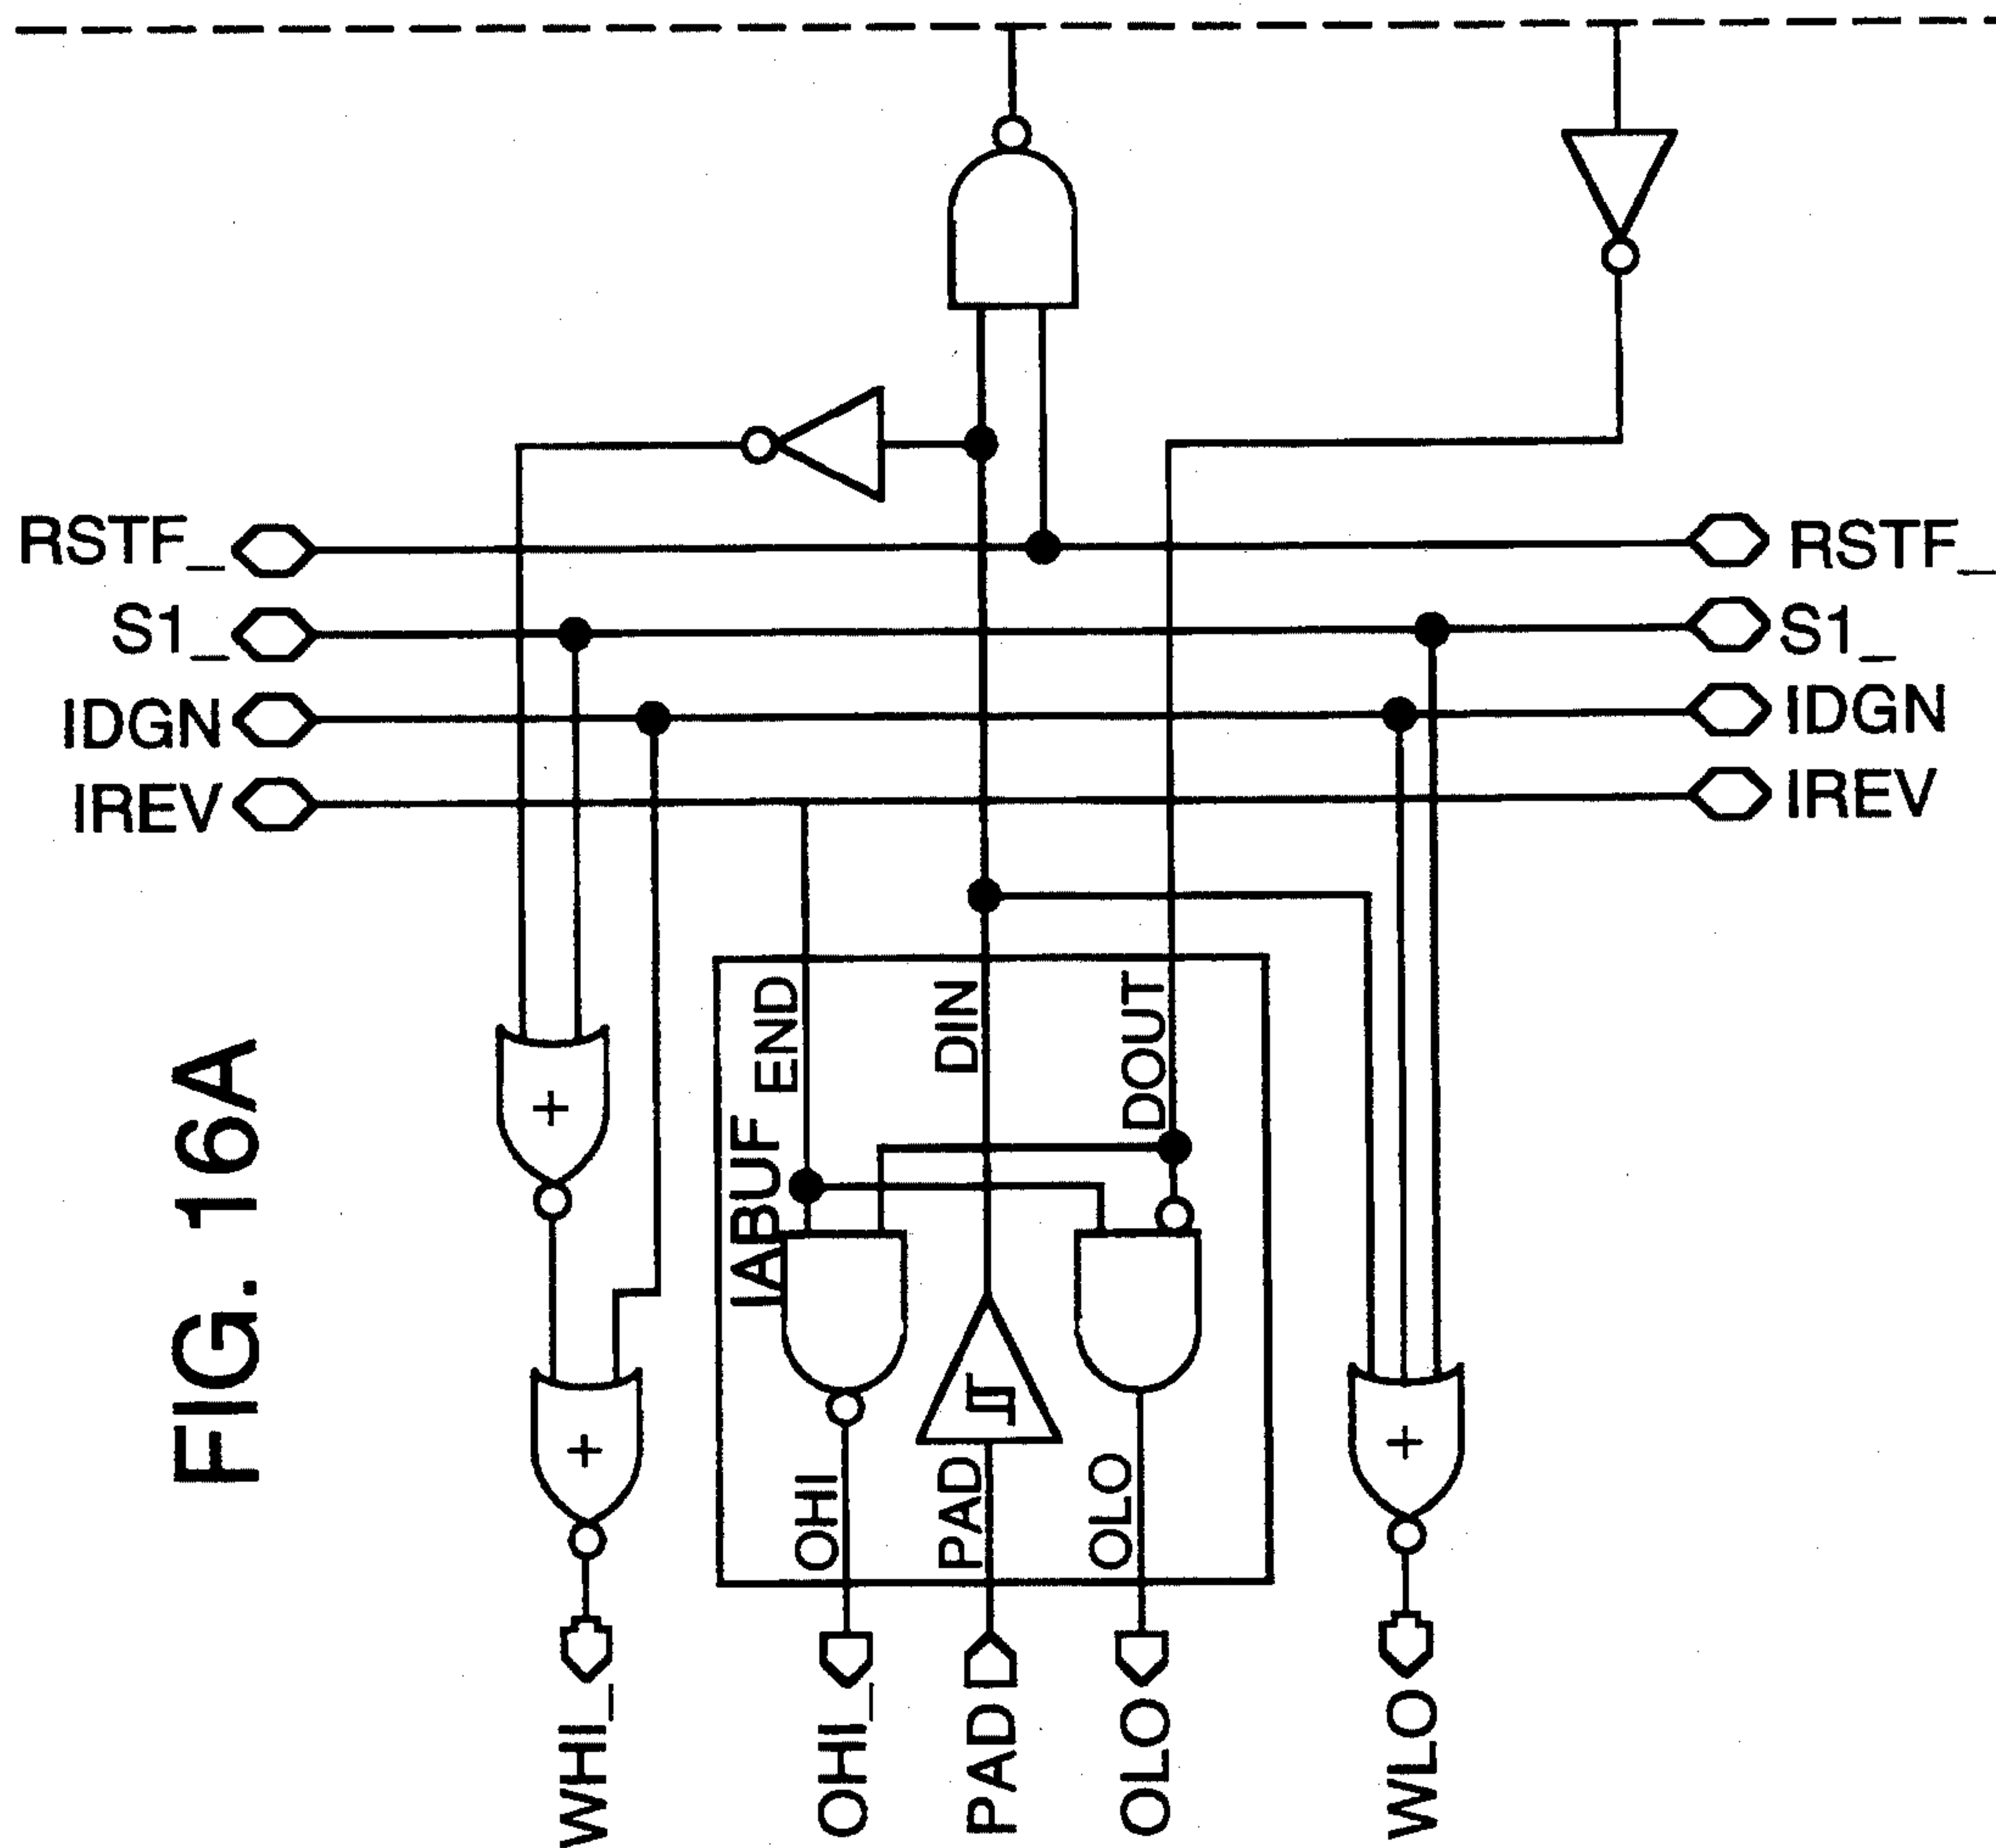 RSTF_
RSTF_
S1_
S1_
IDGN
IDGN
IREV
IREV
FIG. 16A
IABUF
END
DIN
DOUT
+
+
+
OHI
PAD
OLO
WHI_
OHI_
PAD
OLO
WLO